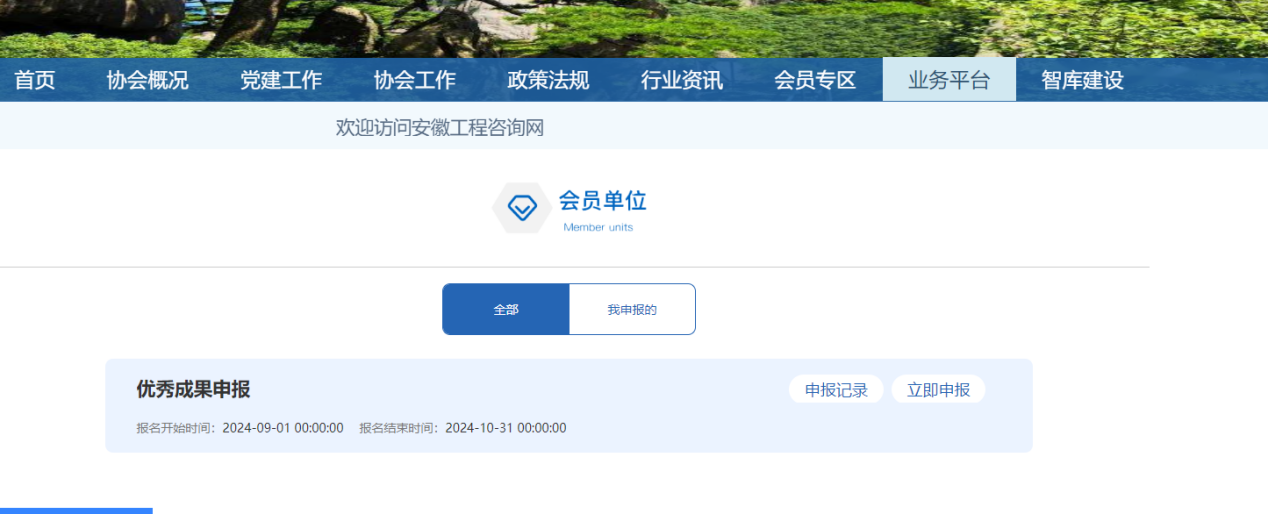 首页 协会概况 党建工作 协会工作 政策法规 行业资讯 会员专区 业务平台 智库建设
欢迎访问安徽工程咨询网
会员单位
Member units
全部 我申报的
优秀成果申报 申报记录 立即申报
报名开始时间：2024-09-01 00:00:00 报名结束时间：2024-10-31 00:00:00